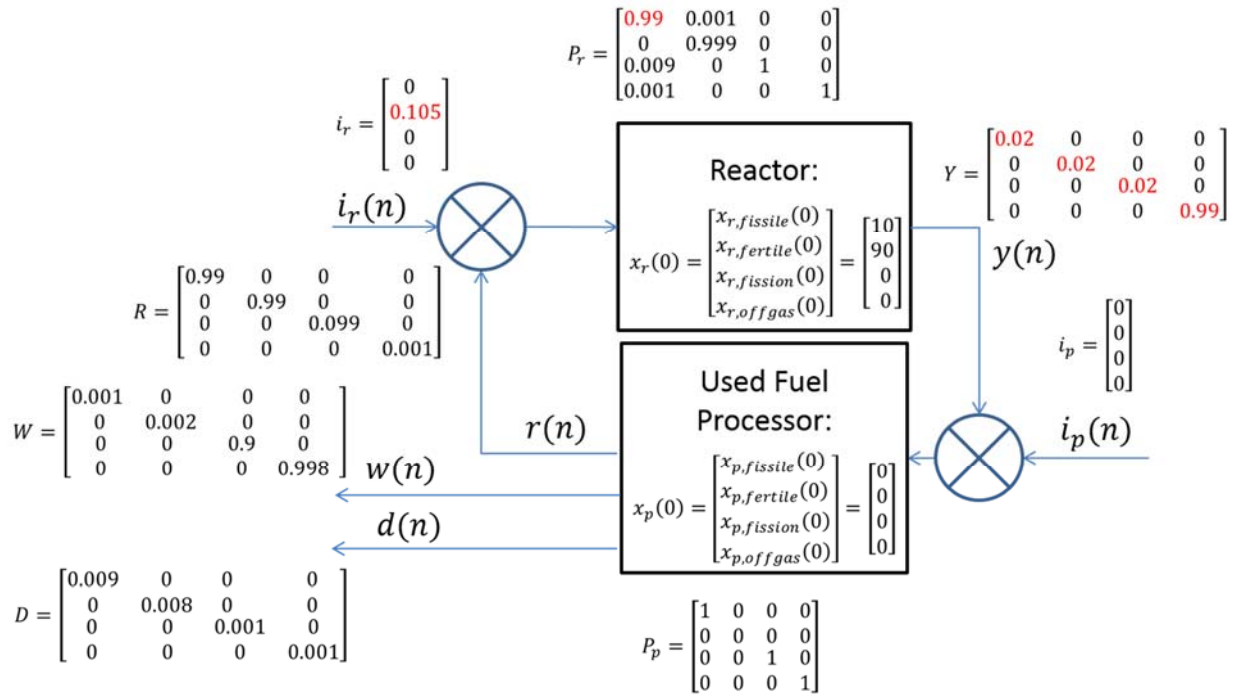 P_r = [0.99 0.001 0 0
0 0.999 0 0
0.009 0 1 0
0.001 0 0 1]
i_r = [0
0.105
0
0]
i_r(n)
Reactor:
x_r(0) = [x_{r,fissile}(0)
x_{r,fertile}(0)
x_{r,fission}(0)
x_{r,offgas}(0)] = [10
90
0
0]
Y = [0.02 0 0 0
0 0.02 0 0
0 0 0.02 0
0 0 0 0.99]
y(n)
R = [0.99 0 0 0
0 0.99 0 0
0 0 0.099 0
0 0 0 0.001]
i_p = [0
0
0
0]
i_p(n)
Used Fuel
Processor:
x_p(0) = [x_{p,fissile}(0)
x_{p,fertile}(0)
x_{p,fission}(0)
x_{p,offgas}(0)] = [0
0
0
0]
W = [0.001 0 0 0
0 0.002 0 0
0 0 0.9 0
0 0 0 0.998]
r(n)
w(n)
d(n)
D = [0.009 0 0 0
0 0.008 0 0
0 0 0.001 0
0 0 0 0.001]
P_p = [1 0 0 0
0 0 0 0
0 0 1 0
0 0 0 1]